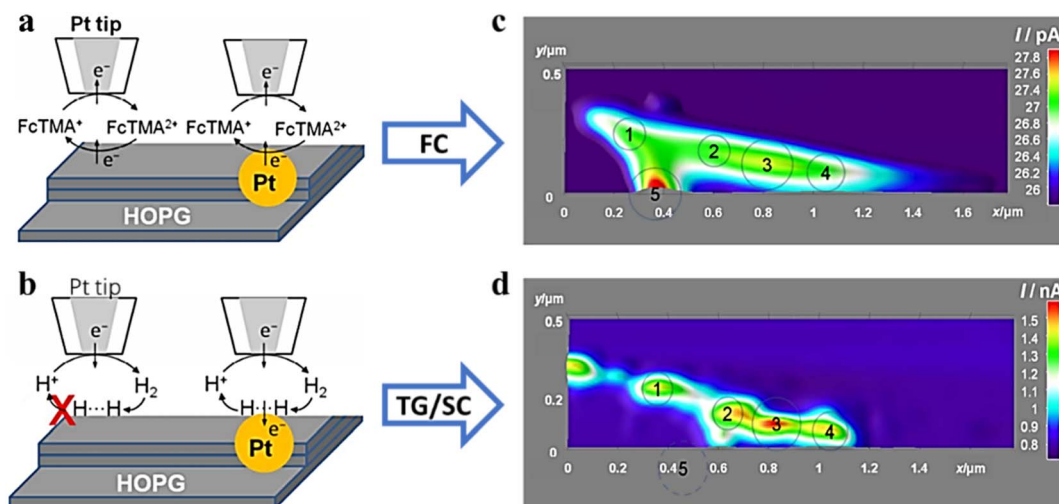 a
Pt tip
e⁻
e⁻
FcTMA⁺ FcTMA²⁺ FcTMA⁺ FcTMA²⁺
e⁻
e⁻
Pt
HOPG
FC
c
y/μm
0.5
0
1
2
3
4
5
0 0.2 0.4 0.6 0.8 1 1.2 1.4 1.6 x/μm
I / pA
27.8
27.4
27
26.8
26.6
26.4
26.2
26
b
Pt tip
e⁻
e⁻
H⁺ H₂ H⁺ H₂
X H···H H···H
e⁻
Pt
HOPG
TG/SC
d
y/μm
0.5
0.2
0
1
2
3
4
5
0 0.2 0.4 0.6 0.8 1 1.2 1.4 1.6 x/μm
I / nA
1.5
1.4
1.3
1.2
1.1
1
0.9
0.8